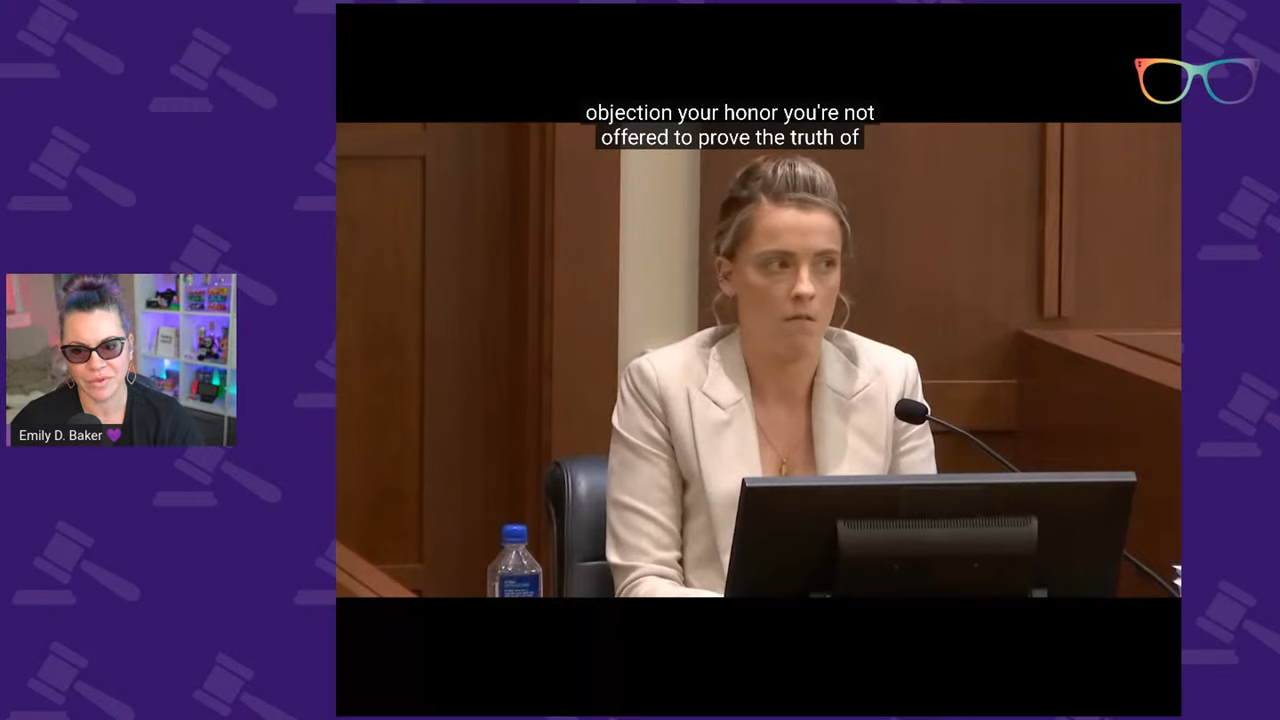 objection your honor you're not
offered to prove the truth of
Emily D. Baker 💜